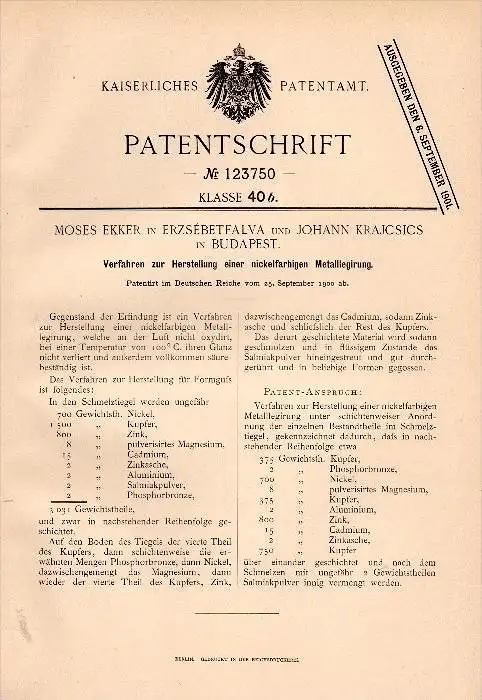 KAISERLICHES PATENTAMT.
AUSGEGEBEN DEN 6. SEPTEMBER 1901.
PATENTSCHRIFT
— № 123750 —
KLASSE 40b.
MOSES EKKER IN ERZSÉBETFALVA UND JOHANN KRAJCSICS
IN BUDAPEST.
Verfahren zur Herstellung einer nickelfarbigen Metalllegirung.
Patentirt im Deutschen Reiche vom 25. September 1900 ab.
Gegenstand der Erfindung ist ein Verfahren
zur Herstellung einer nickelfarbigen Metall-
legirung, welche an der Luft nicht oxydirt,
bei einer Temperatur von 100° C. ihren Glanz
nicht verliert und außerdem vollkommen säure-
beständig ist.
Das Verfahren zur Herstellung für Formguß
ist folgendes:
In den Schmelztiegel werden ungefähr
700 Gewichtsth. Nickel,
1 500 „ Kupfer,
800 „ Zink,
8 „ pulverisirtes Magnesium,
15 „ Cadmium,
2 „ Zinkasche,
2 „ Aluminium,
2 „ Salmiakpulver,
2 „ Phosphorbronze,
3 031 Gewichtstheile,
und zwar in nachstehender Reihenfolge ge-
schichtet.
Auf den Boden des Tiegels der vierte Theil
des Kupfers, dann schichtenweise die er-
wähnten Mengen Phosphorbronze, dann Nickel,
dazwischengemengt das Magnesium, dann
wieder der vierte Theil des Kupfers, Zink,
dazwischengemengt das Cadmium, sodann Zink-
asche und schließlich der Rest des Kupfers.
Das derart geschichtete Material wird sodann
geschmolzen und in flüssigem Zustande das
Salmiakpulver hineingestreut und gut durch-
gerührt und in beliebige Formen gegossen.
PATENT-ANSPRUCH:
Verfahren zur Herstellung einer nickelfarbigen
Metalllegirung unter schichtenweiser Anord-
nung der einzelnen Bestandtheile im Schmelz-
tiegel, gekennzeichnet dadurch, daß in nach-
stehender Reihenfolge etwa
375 Gewichtsth. Kupfer,
2 „ Phosphorbronze,
700 „ Nickel,
8 „ pulverisirtes Magnesium,
375 „ Kupfer,
2 „ Aluminium,
800 „ Zink,
15 „ Cadmium,
2 „ Zinkasche,
750 „ Kupfer
über einander geschichtet und nach dem
Schmelzen mit ungefähr 2 Gewichtstheilen
Salmiakpulver innig vermengt werden.
BERLIN. GEDRUCKT IN DER REICHSDRUCKEREI.